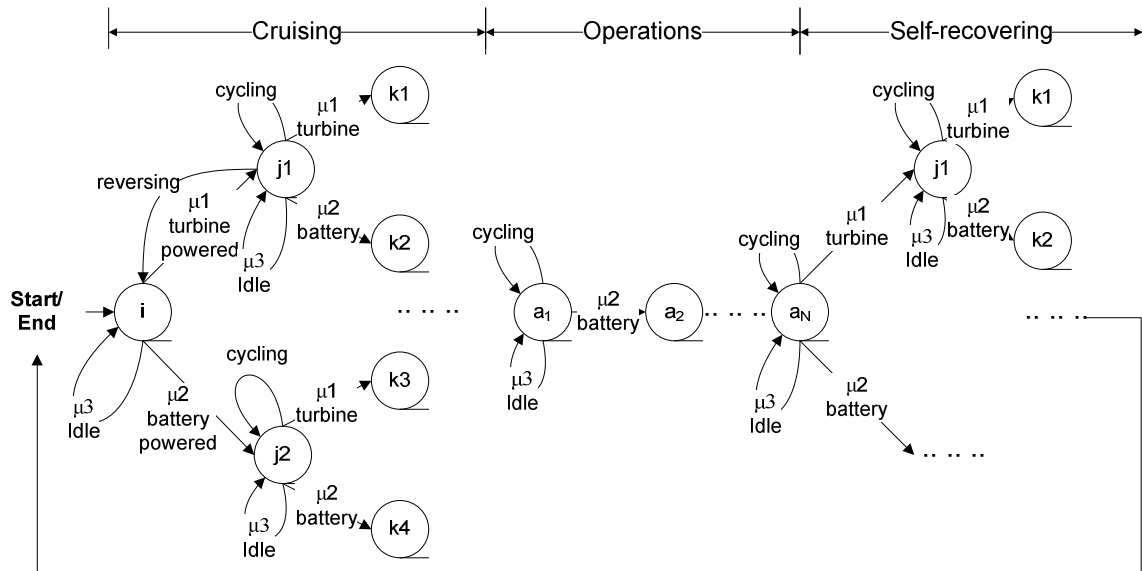 Cruising
Operations
Self-recovering
cycling
μ1
turbine
k1
j1
reversing
μ1
turbine
powered
μ2
battery
k2
μ3
Idle
Start/
End
i
μ3
Idle
μ2
battery
powered
cycling
μ1
turbine
k3
j2
μ2
battery
k4
μ3
Idle
.. .. ..
cycling
a1
μ2
battery
a2
μ3
Idle
.. .. ..
cycling
aN
μ3
Idle
μ1
turbine
μ2
battery
.. .. ..
cycling
μ1
turbine
k1
j1
μ2
battery
k2
μ3
Idle
.. .. ..